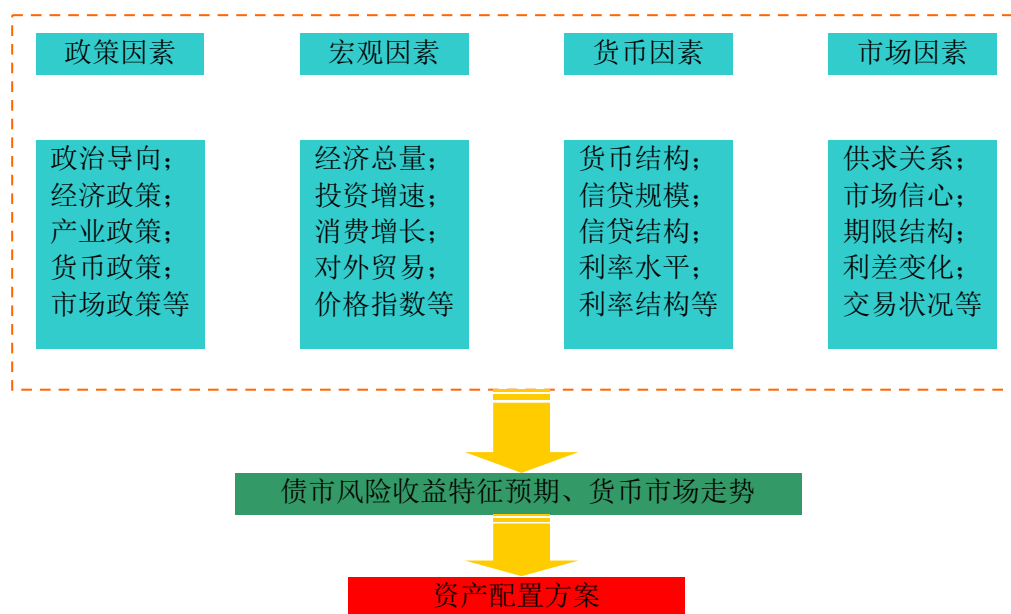 政策因素
宏观因素
货币因素
市场因素
政治导向；
经济政策；
产业政策；
货币政策；
市场政策等
经济总量；
投资增速；
消费增长；
对外贸易；
价格指数等
货币结构；
信贷规模；
信贷结构；
利率水平；
利率结构等
供求关系；
市场信心；
期限结构；
利差变化；
交易状况等
债市风险收益特征预期、货币市场走势
资产配置方案